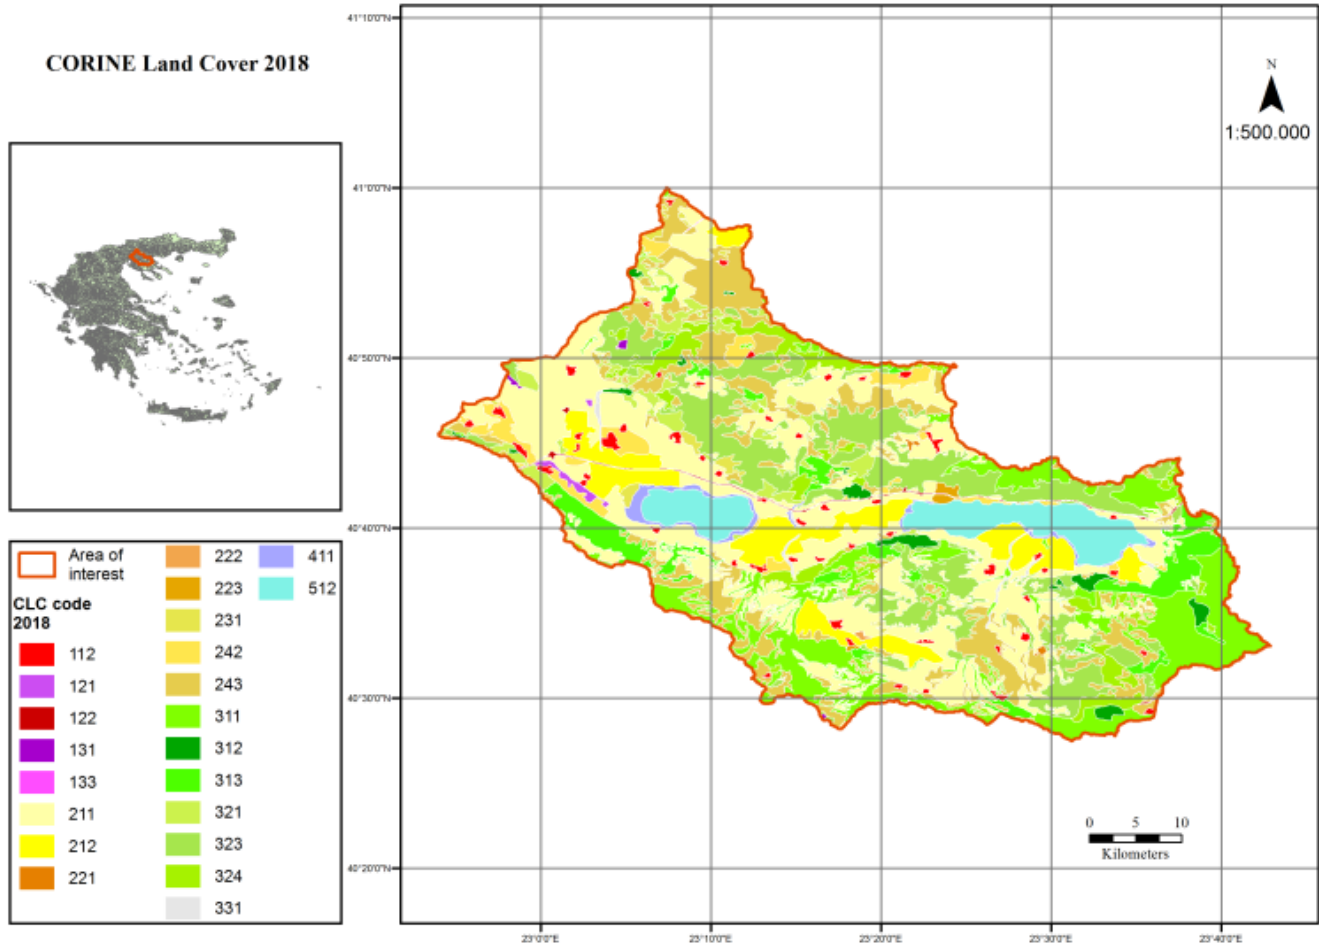 CORINE Land Cover 2018
Area of
interest
CLC code
2018
112
121
122
131
133
211
212
221
222
223
231
242
243
311
312
313
321
323
324
331
411
512
N
1:500.000
41°10'0"N
41°0'0"N
40°50'0"N
40°40'0"N
40°30'0"N
40°20'0"N
0 5 10
Kilometers
23°0'0"E
23°10'0"E
23°20'0"E
23°30'0"E
23°40'0"E